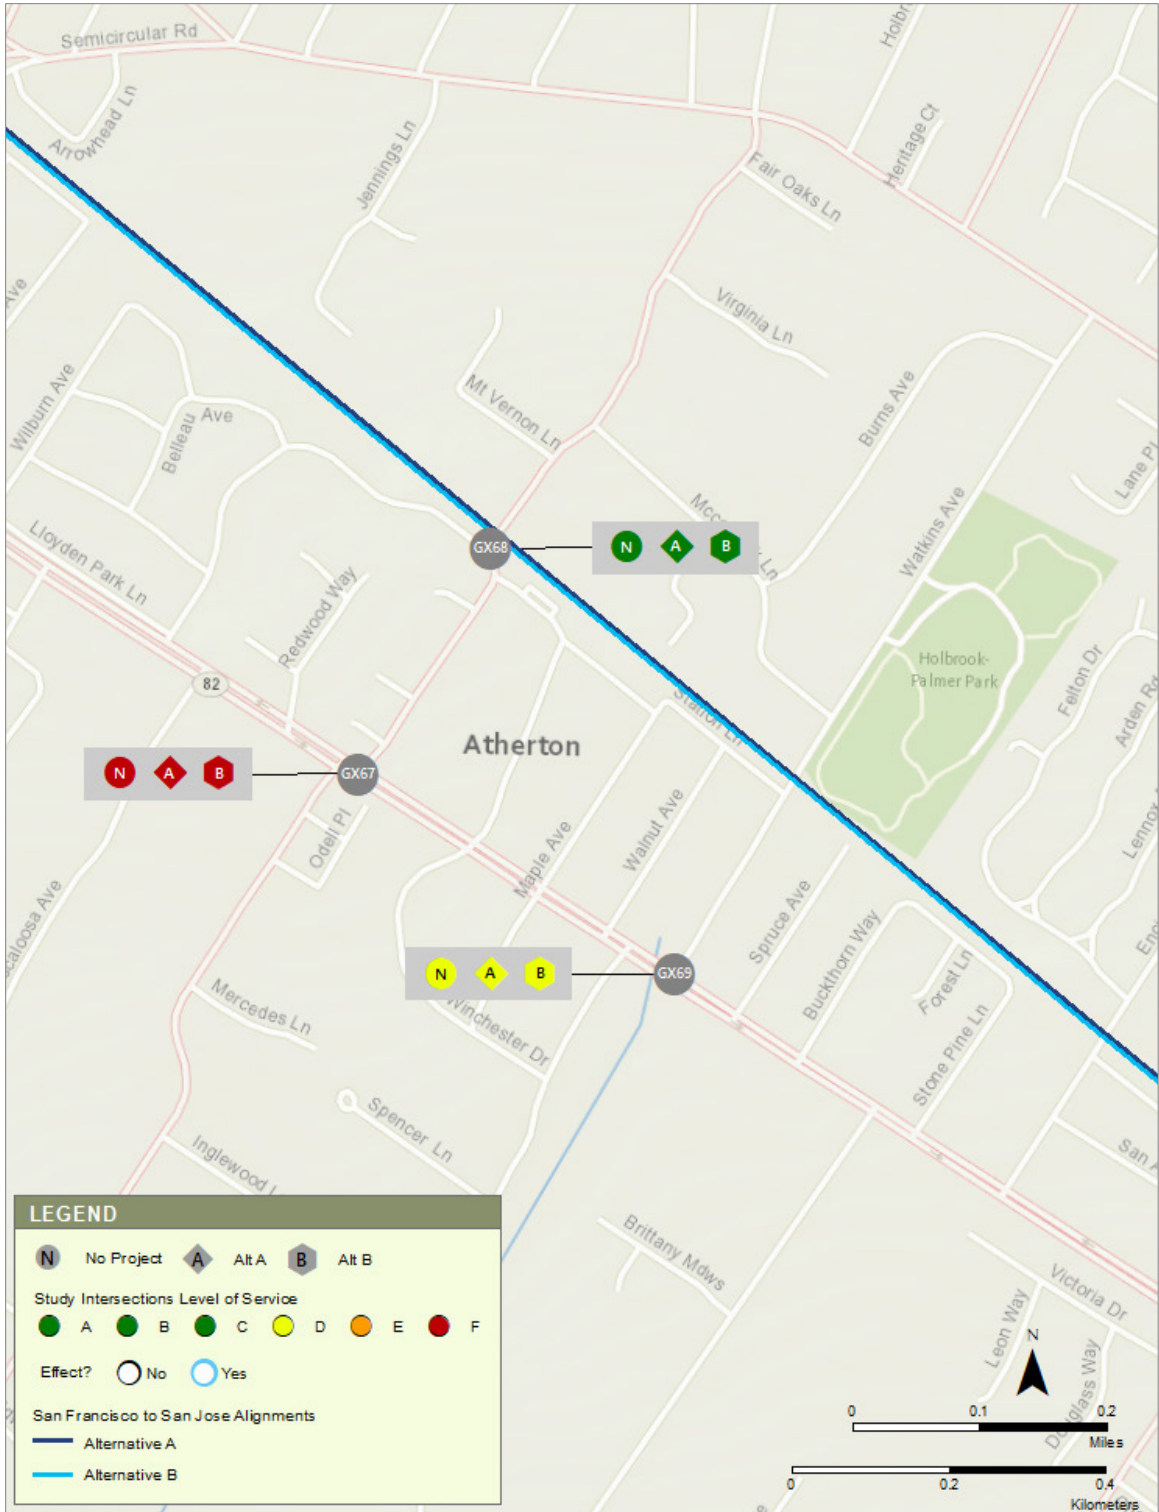 Semicircular Rd
Arrowhead Ln
Jennings Ln
Heritage Ct
Fair Oaks Ln
Virginia Ln
Ave
Wilburn Ave
Belleau Ave
Mt Vernon Ln
Burns Ave
Lane Pl
Watkins Ave
Lloyden Park Ln
GX68
N A B
Redwood Way
Holbrook-
Palmer Park
Felton Dr
Arden Rd
82
Station Ln
Atherton
N A B
GX67
Odell Pl
Maple Ave
Walnut Ave
Spruce Ave
Buckthorn Way
Forest Ln
Stone Pine Ln
N A B
GX69
Mercedes Ln
Winchester Dr
Spencer Ln
Brittany Mdws
Victoria Dr
Leon Way
LEGEND
N No Project A Alt A B Alt B
Study Intersections Level of Service
A B C D E F
Effect? No Yes
San Francisco to San Jose Alignments
Alternative A
Alternative B
N
0 0.1 0.2
Miles
0 0.2 0.4
Kilometers